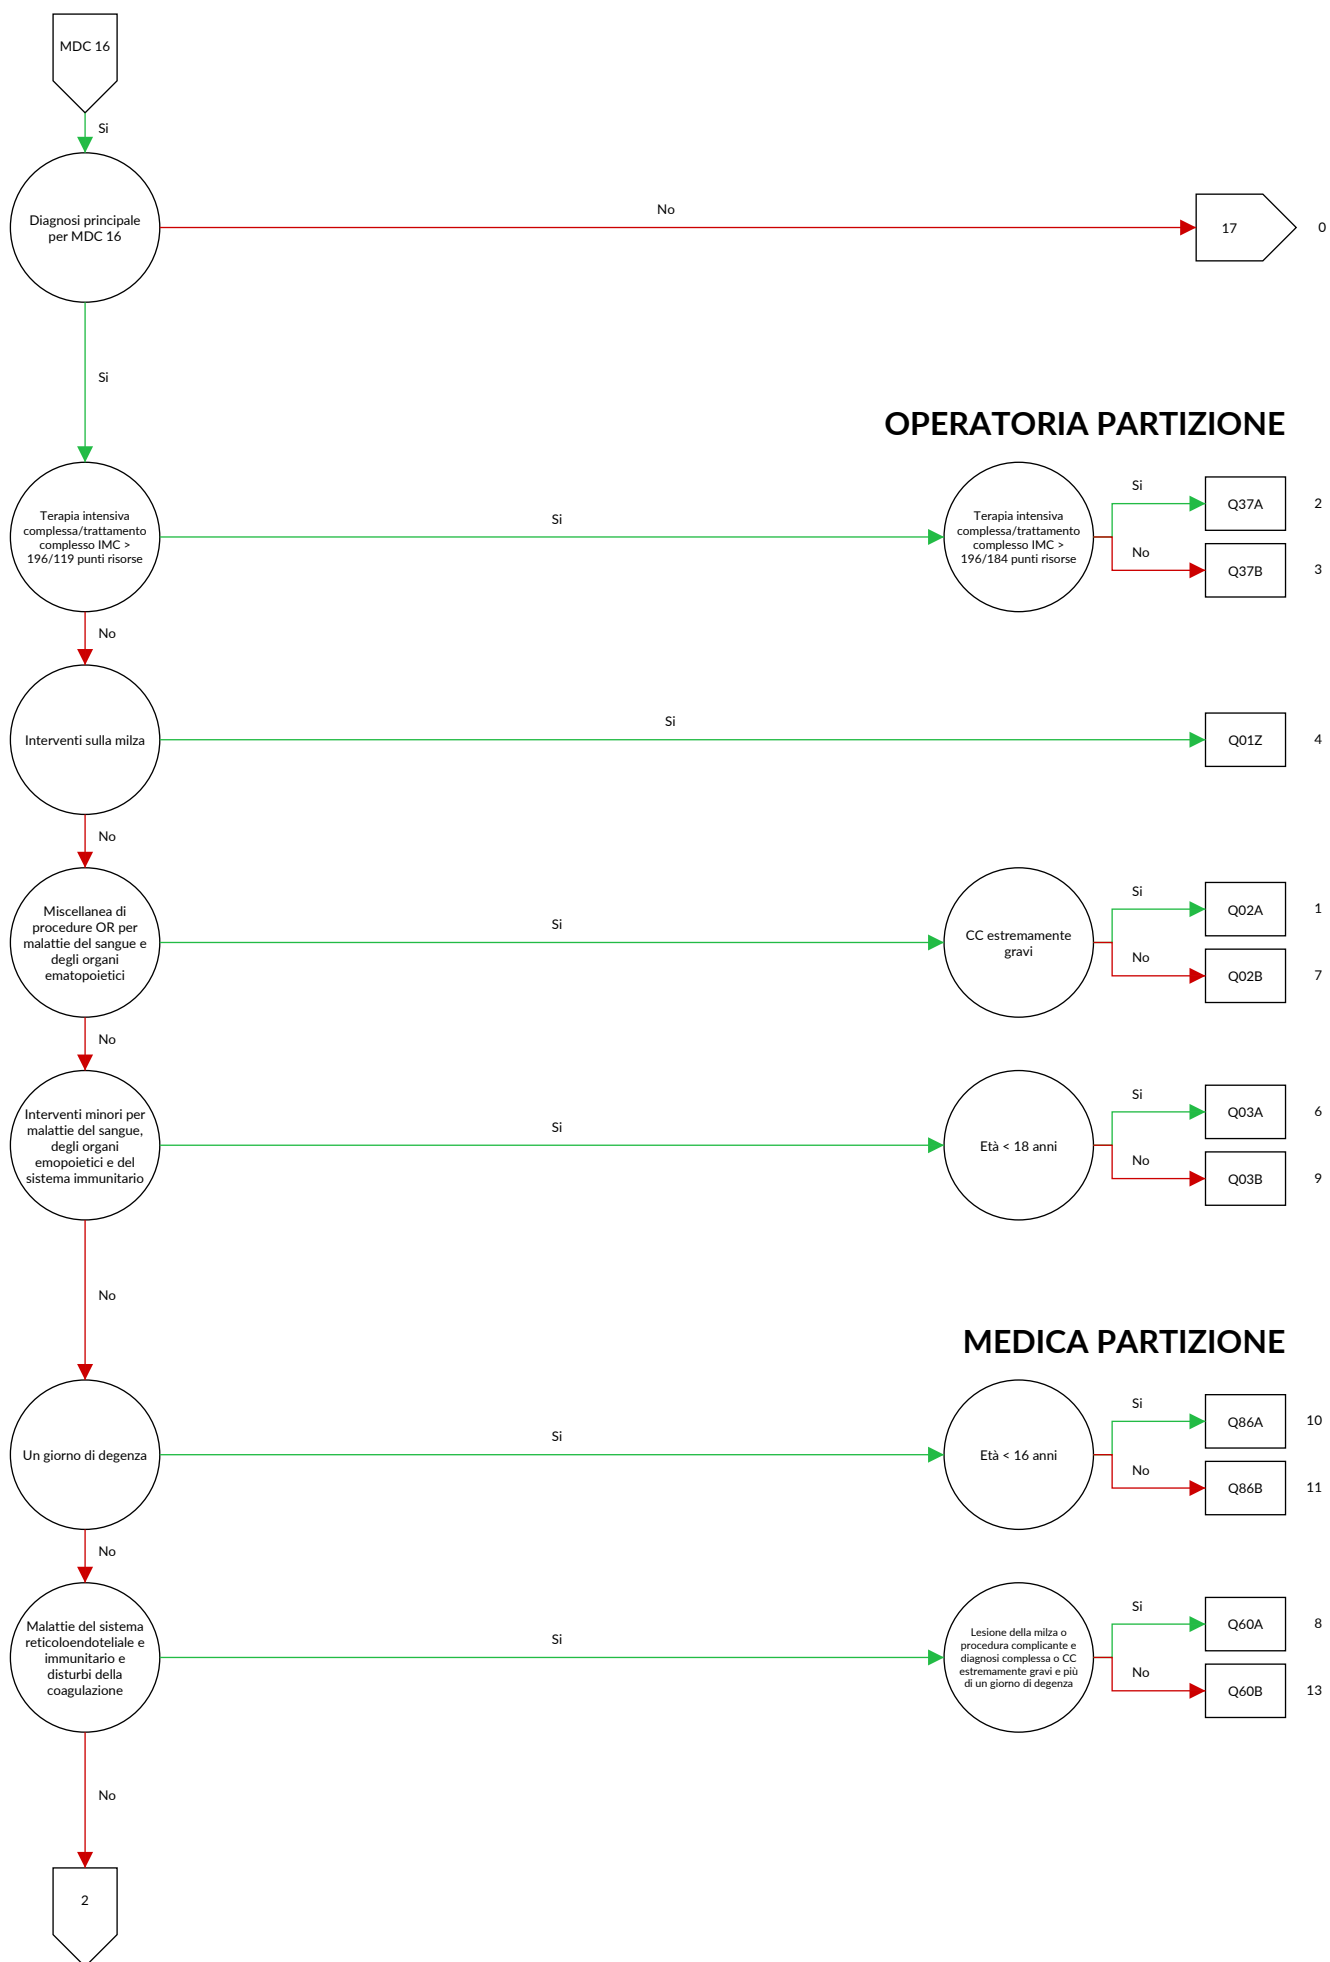 MDC 16
Si
Diagnosi principale
per MDC 16
No
17
0
Si
OPERATORIA PARTIZIONE
Terapia intensiva
complessa/trattamento
complesso IMC >
196/119 punti risorse
Si
Terapia intensiva
complessa/trattamento
complesso IMC >
196/184 punti risorse
Si
Q37A
2
No
Q37B
3
No
Interventi sulla milza
Si
Q01Z
4
No
Miscellanea di
procedure OR per
malattie del sangue e
degli organi
ematopoietici
Si
CC estremamente
gravi
Si
Q02A
1
No
Q02B
7
No
Interventi minori per
malattie del sangue,
degli organi
emopoietici e del
sistema immunitario
Si
Età < 18 anni
Si
Q03A
6
No
Q03B
9
No
MEDICA PARTIZIONE
Un giorno di degenza
Si
Età < 16 anni
Si
Q86A
10
No
Q86B
11
No
Malattie del sistema
reticoloendoteliale e
immunitario e
disturbi della
coagulazione
Si
Lesione della milza o
procedura complicante e
diagnosi complessa o CC
estremamente gravi e più
di un giorno di degenza
Si
Q60A
8
No
Q60B
13
No
2